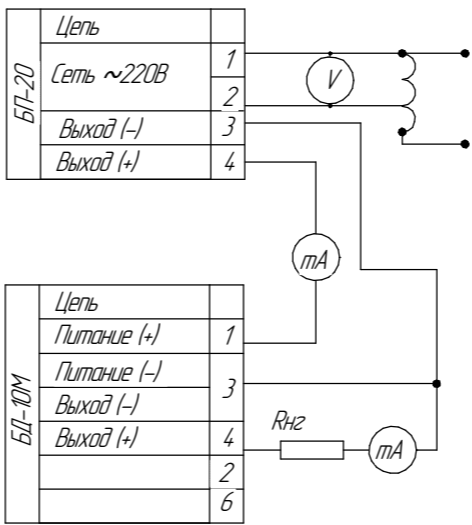 БП-20
Цепь
Сеть ~220В
1
2
Выход (-)
3
Выход (+)
4
V
mA
БД-10М
Цепь
Питание (+)
1
Питание (-)
3
Выход (-)
Выход (+)
4
2
6
Rнг
mA